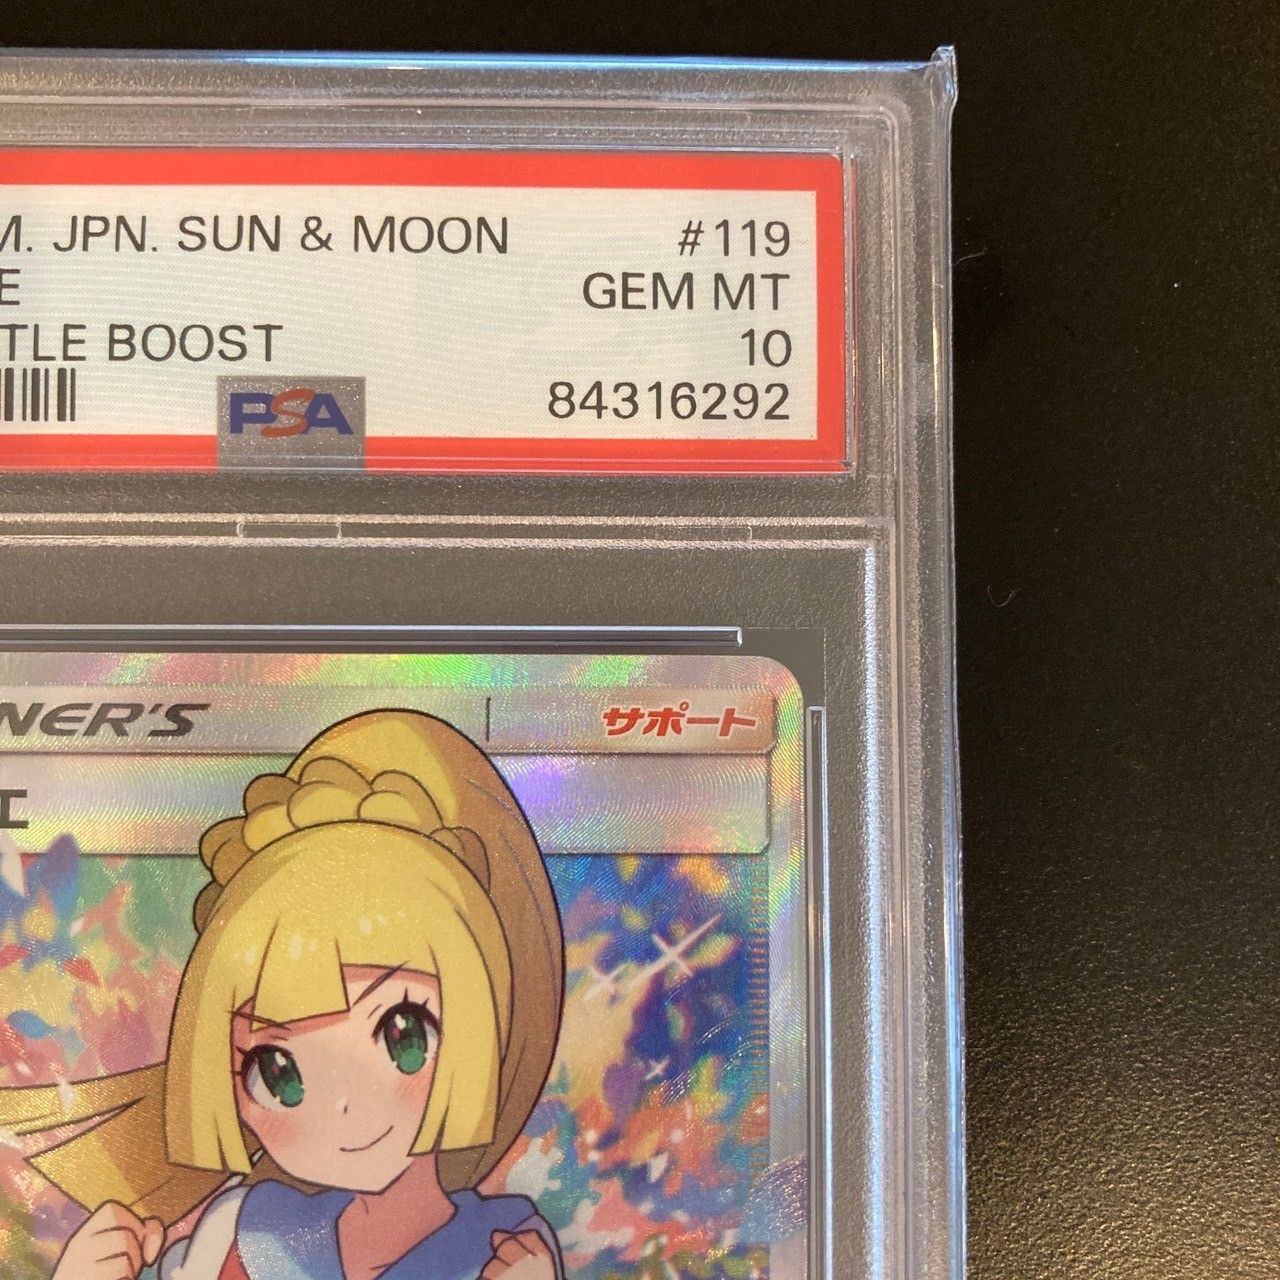 M. JPN. SUN & MOON #119
E GEM MT
TLE BOOST 10
PSA 84316292
NER'S サポート
エ